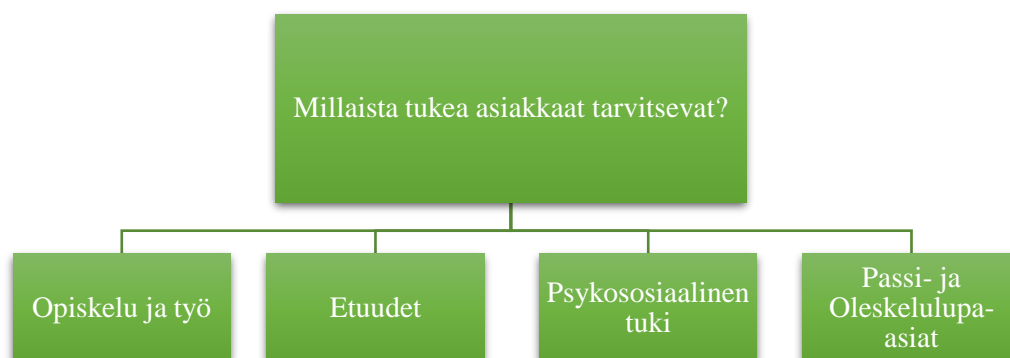 Millaista tukea asiakkaat tarvitsevat?
Opiskelu ja työ
Etuudet
Psykososiaalinen
tuki
Passi- ja
Oleskelulupa-
asiat